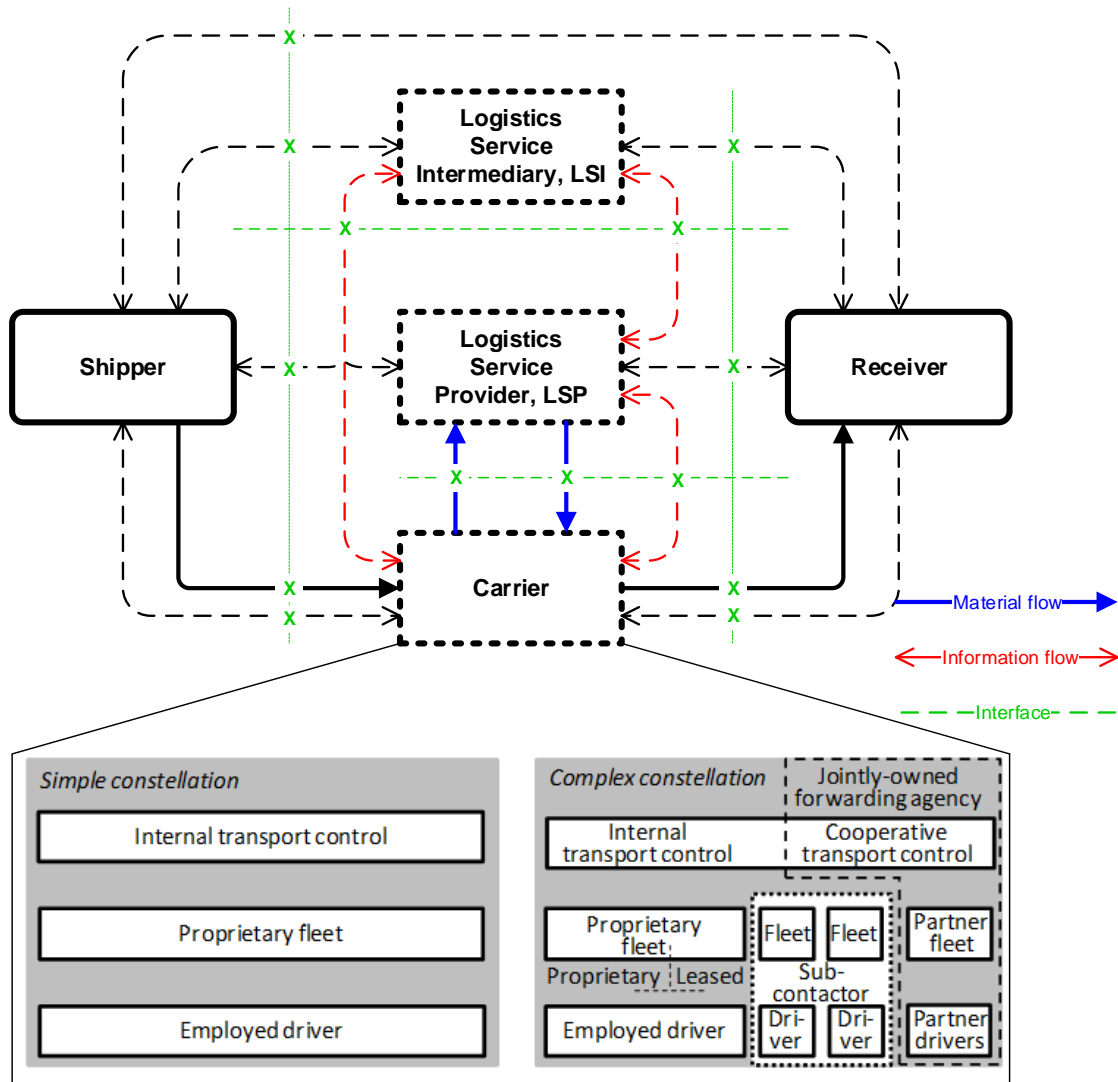 X
Logistics
Service
Intermediary, LSI
X
X
X
X
X
Shipper
Logistics
Service
Provider, LSP
Receiver
X
X
X
X
X
Carrier
X
X
X
X
Material flow
Information flow
Interface
Simple constellation
Internal transport control
Proprietary fleet
Employed driver
Complex constellation
Jointly-owned
forwarding agency
Internal
transport control
Cooperative
transport control
Proprietary
fleet
Fleet
Fleet
Partner
fleet
Proprietary
Leased
Sub-
contactor
Employed driver
Dri-
ver
Dri-
ver
Partner
drivers